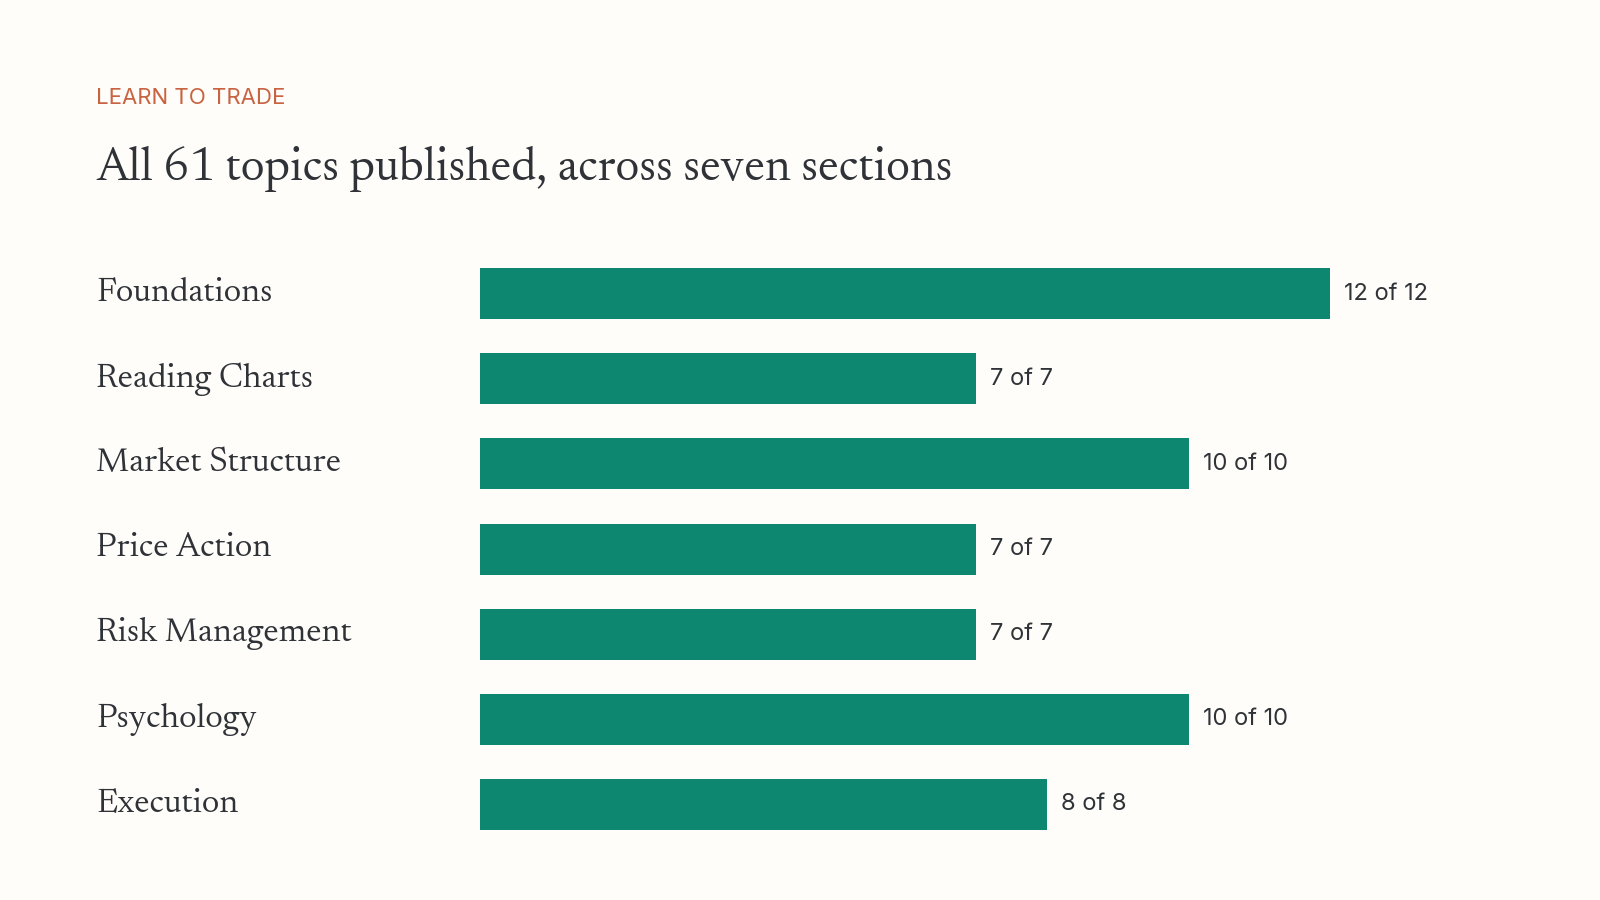 LEARN TO TRADE
All 61 topics published, across seven sections
Foundations 12 of 12
Reading Charts 7 of 7
Market Structure 10 of 10
Price Action 7 of 7
Risk Management 7 of 7
Psychology 10 of 10
Execution 8 of 8